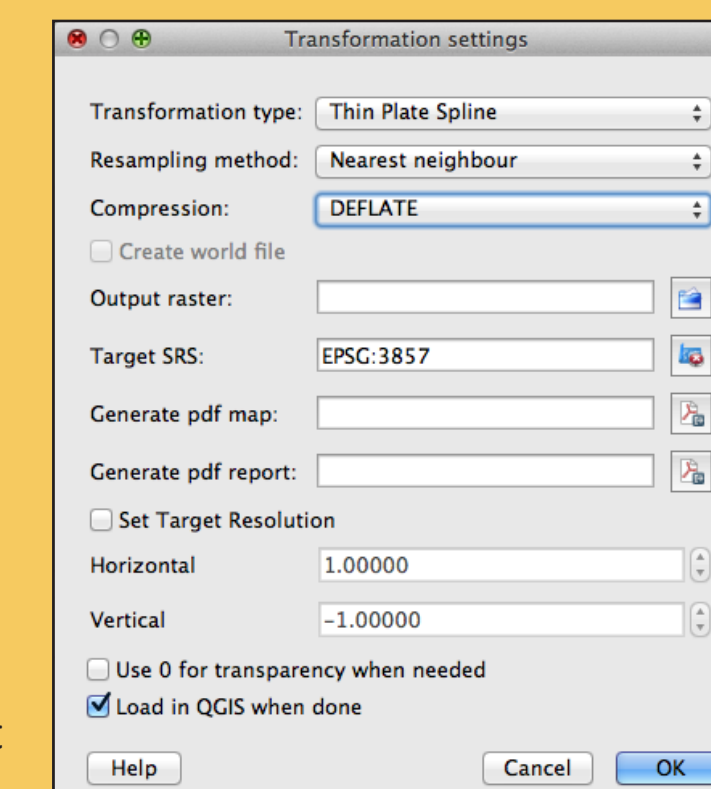 Transformation settings
Transformation type: Thin Plate Spline
Resampling method: Nearest neighbour
Compression: DEFLATE
Create world file
Output raster:
Target SRS: EPSG:3857
Generate pdf map:
Generate pdf report:
Set Target Resolution
Horizontal 1.00000
Vertical -1.00000
Use 0 for transparency when needed
Load in QGIS when done
Help Cancel OK